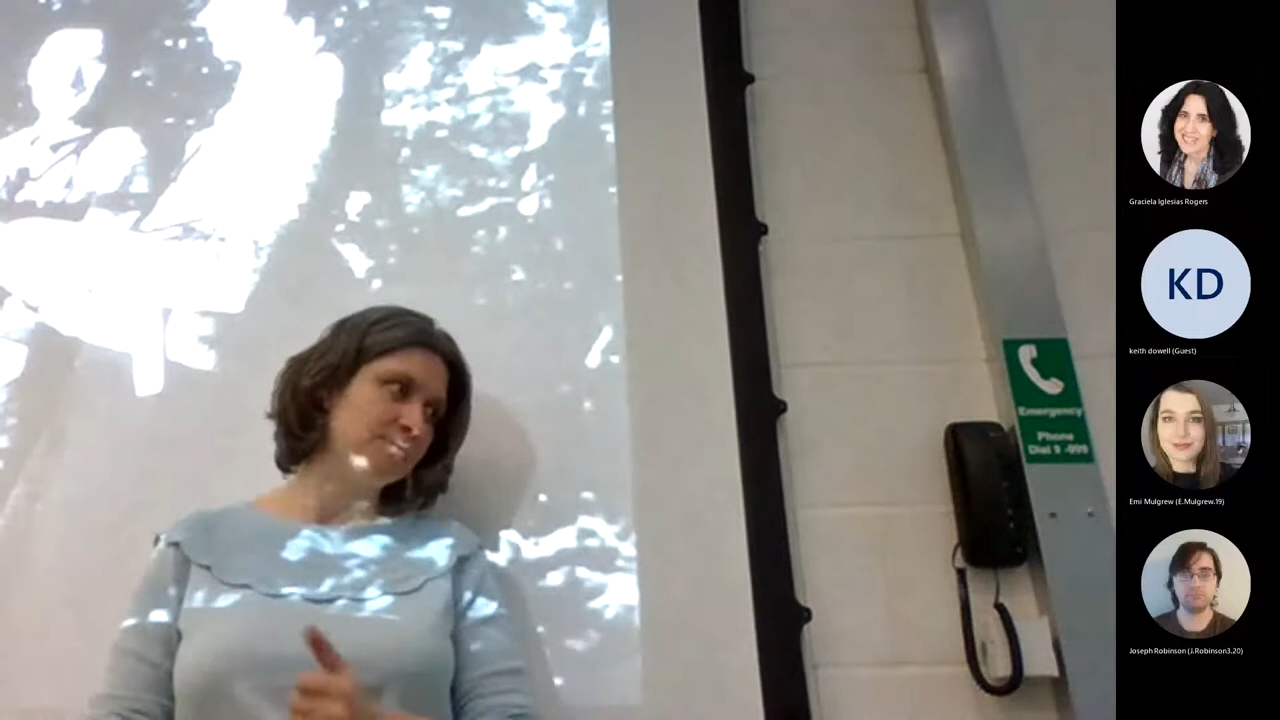 Emergency
Phone
Dial 9 -999
Graciela Iglesias Rogers
KD
keith dowell (Guest)
Emi Mulgrew (E.Mulgrew.19)
Joseph Robinson (J.Robinson3.20)